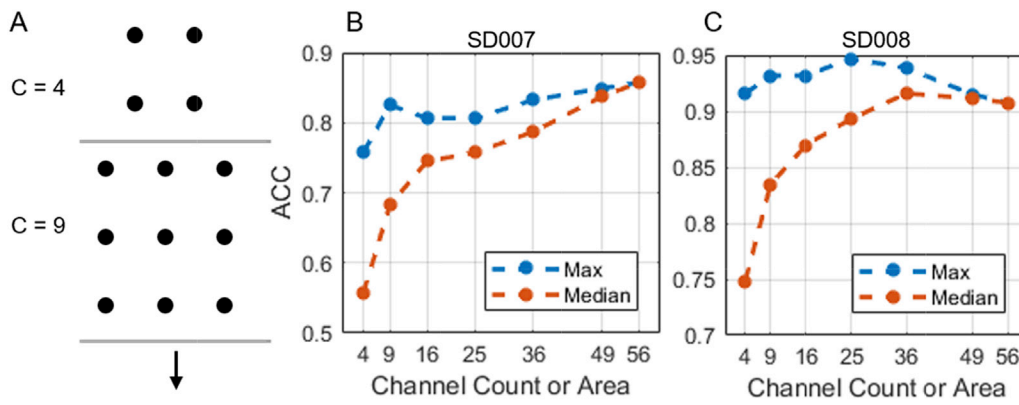 A
C = 4
C = 9
B
SD007
ACC
0.9
0.8
0.7
0.6
0.5
Max
Median
4 9 16 25 36 49 56
Channel Count or Area
C
SD008
0.95
0.9
0.85
0.8
0.75
0.7
Max
Median
4 9 16 25 36 49 56
Channel Count or Area